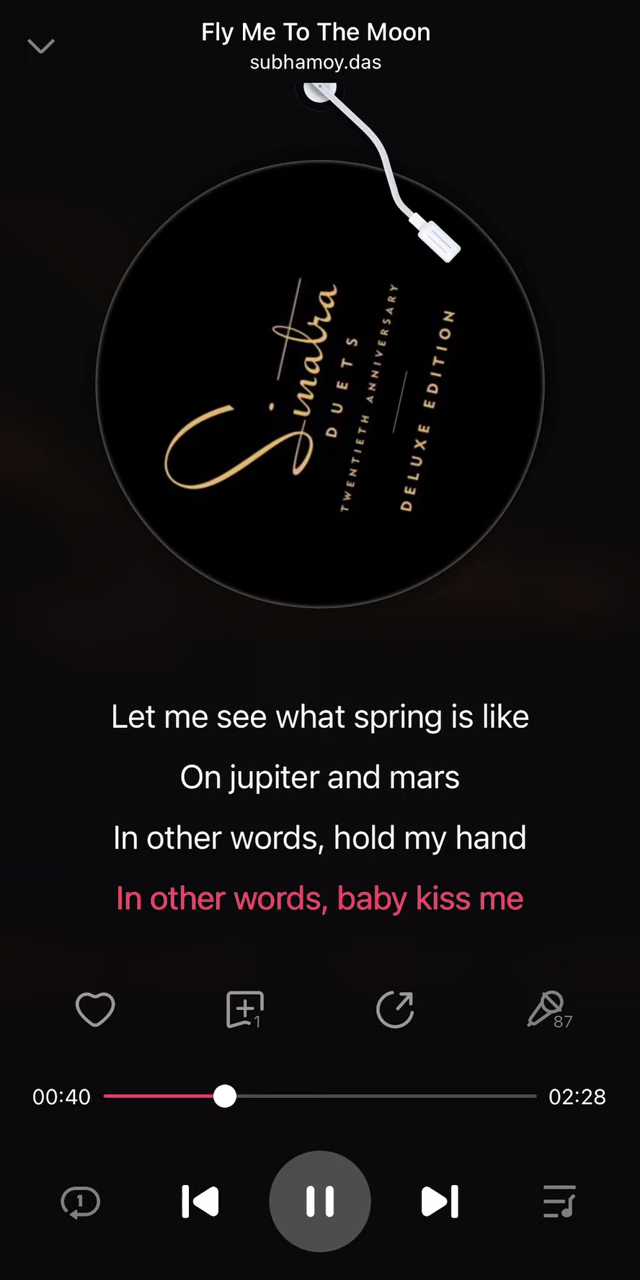 Fly Me To The Moon
subhamoy.das
Sinatra
DUETS
TWENTIETH ANNIVERSARY
DELUXE EDITION
Let me see what spring is like
On jupiter and mars
In other words, hold my hand
In other words, baby kiss me
1
87
00:40
02:28
1